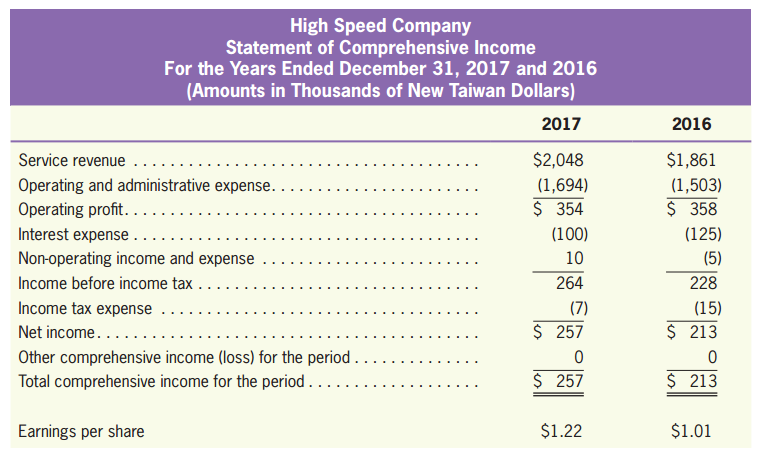 High Speed Company
Statement of Comprehensive Income
For the Years Ended December 31, 2017 and 2016
(Amounts in Thousands of New Taiwan Dollars)
2017 2016
Service revenue . . . . . . . . . . . . . . . . . . . . . . . . . . . . . . $2,048 $1,861
Operating and administrative expense. . . . . . . . . . . . . . . . . . (1,694) (1,503)
Operating profit. . . . . . . . . . . . . . . . . . . . . . . . . . . . . . . $ 354 $ 358
Interest expense . . . . . . . . . . . . . . . . . . . . . . . . . . . . . . (100) (125)
Non-operating income and expense . . . . . . . . . . . . . . . . . . . 10 (5)
Income before income tax . . . . . . . . . . . . . . . . . . . . . . . . . 264 228
Income tax expense . . . . . . . . . . . . . . . . . . . . . . . . . . . . (7) (15)
Net income. . . . . . . . . . . . . . . . . . . . . . . . . . . . . . . . . . $ 257 $ 213
Other comprehensive income (loss) for the period . . . . . . . . . . . 0 0
Total comprehensive income for the period . . . . . . . . . . . . . . . $ 257 $ 213
Earnings per share $1.22 $1.01